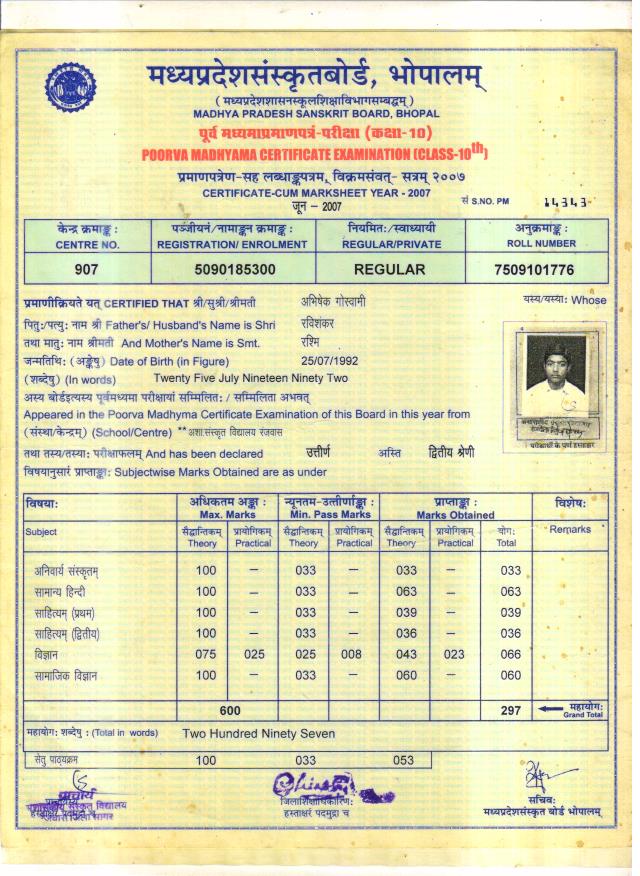 मध्यप्रदेशसंस्कृतबोर्ड, भोपालम्
( मध्यप्रदेशशासनस्कूलशिक्षाविभागसम्बद्धम् )
MADHYA PRADESH SANSKRIT BOARD, BHOPAL
पूर्व मध्यमाप्रमाणपत्रं-परीक्षा (कक्षा-10)
POORVA MADHYAMA CERTIFICATE EXAMINATION (CLASS-10th)
प्रमाणपत्रेण-सह लब्धाङ्कपत्रम्, विक्रमसंवत्- सत्रम् २००७
CERTIFICATE-CUM MARKSHEET YEAR - 2007
जून – 2007
सं S.NO. PM 14343
केन्द्र क्रमाङ्क : पञ्जीयनं/नामाङ्कन क्रमाङ्क : नियमित:/स्वाध्यायी अनुक्रमाङ्क :
CENTRE NO. REGISTRATION/ ENROLMENT REGULAR/PRIVATE ROLL NUMBER
907 5090185300 REGULAR 7509101776
प्रमाणीक्रियते यत् CERTIFIED THAT श्री/सुश्री/श्रीमती अभिषेक गोस्वामी यस्य/यस्या: Whose
पितु:/पत्यु: नाम श्री Father's/ Husband's Name is Shri रविशंकर
तथा मातु: नाम श्रीमती And Mother's Name is Smt. रश्मि
जन्मतिथि: (अङ्केषु) Date of Birth (in Figure) 25/07/1992
(शब्देषु) (In words) Twenty Five July Nineteen Ninety Two
अस्य बोर्डइत्यस्य पूर्वमध्यमा परीक्षायां सम्मिलित: / सम्मिलिता अभवत्
Appeared in the Poorva Madhyma Certificate Examination of this Board in this year from
(संस्था/केन्द्रम्) (School/Centre) **अशा.संस्कृत विद्यालय रंजवास
परीक्षार्थी के पूर्ण हस्ताक्षर
तथा तस्य/तस्या: परीक्षाफलम् And has been declared उत्तीर्ण अस्ति द्वितीय श्रेणी
विषयानुसारं प्राप्ताङ्का: Subjectwise Marks Obtained are as under
विषया: अधिकतम अङ्का : न्यूनतम-उत्तीर्णाङ्का : प्राप्ताङ्का : विशेष:
Max. Marks Min. Pass Marks Marks Obtained
Subject सैद्धान्तिकम् प्रायोगिकम् सैद्धान्तिकम् प्रायोगिकम् सैद्धान्तिकम् प्रायोगिकम् योग: Remarks
Theory Practical Theory Practical Theory Practical Total
अनिवार्य संस्कृतम् 100 – 033 – 033 – 033
सामान्य हिन्दी 100 – 033 – 063 – 063
साहित्यम् (प्रथम) 100 – 033 – 039 – 039
साहित्यम् (द्वितीय) 100 – 033 – 036 – 036
विज्ञान 075 025 025 008 043 023 066
सामाजिक विज्ञान 100 – 033 – 060 – 060
600 297 महायोग:
Grand Total
महायोग: शब्देषु : (Total in words) Two Hundred Ninety Seven
सेतु पाठ्यक्रम 100 033 053
प्राचार्य
जिलाशिक्षाधिकारिण:
हस्ताक्षरं पदमुद्रा च
सचिव:
मध्यप्रदेशसंस्कृत बोर्ड भोपालम्